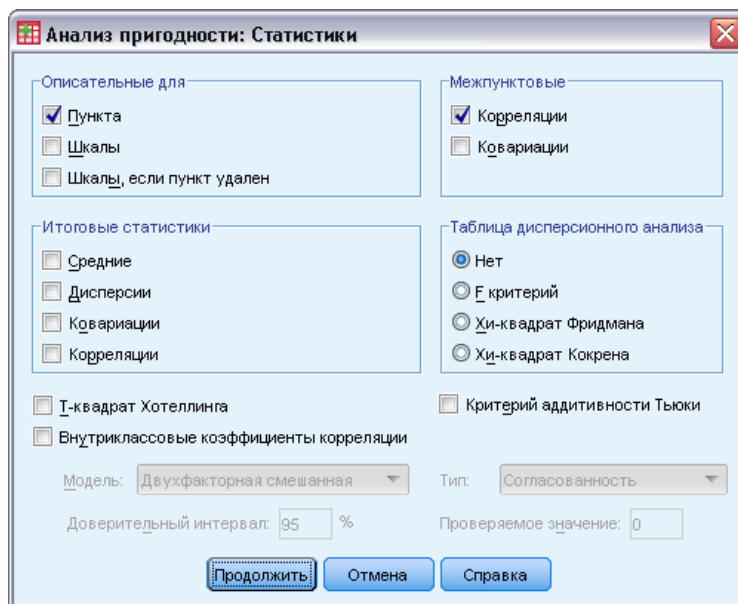 Анализ пригодности: Статистики
Описательные для
Пункта
Шкалы
Шкалы, если пункт удален
Межпунктовые
Корреляции
Ковариации
Итоговые статистики
Средние
Дисперсии
Ковариации
Корреляции
Таблица дисперсионного анализа
Нет
F критерий
Хи-квадрат Фридмана
Хи-квадрат Кокрена
Т-квадрат Хотеллинга
Критерий аддитивности Тьюки
Внутриклассовые коэффициенты корреляции
Модель: Двухфакторная смешанная Тип: Согласованность
Доверительный интервал: 95 % Проверяемое значение: 0
Продолжить Отмена Справка